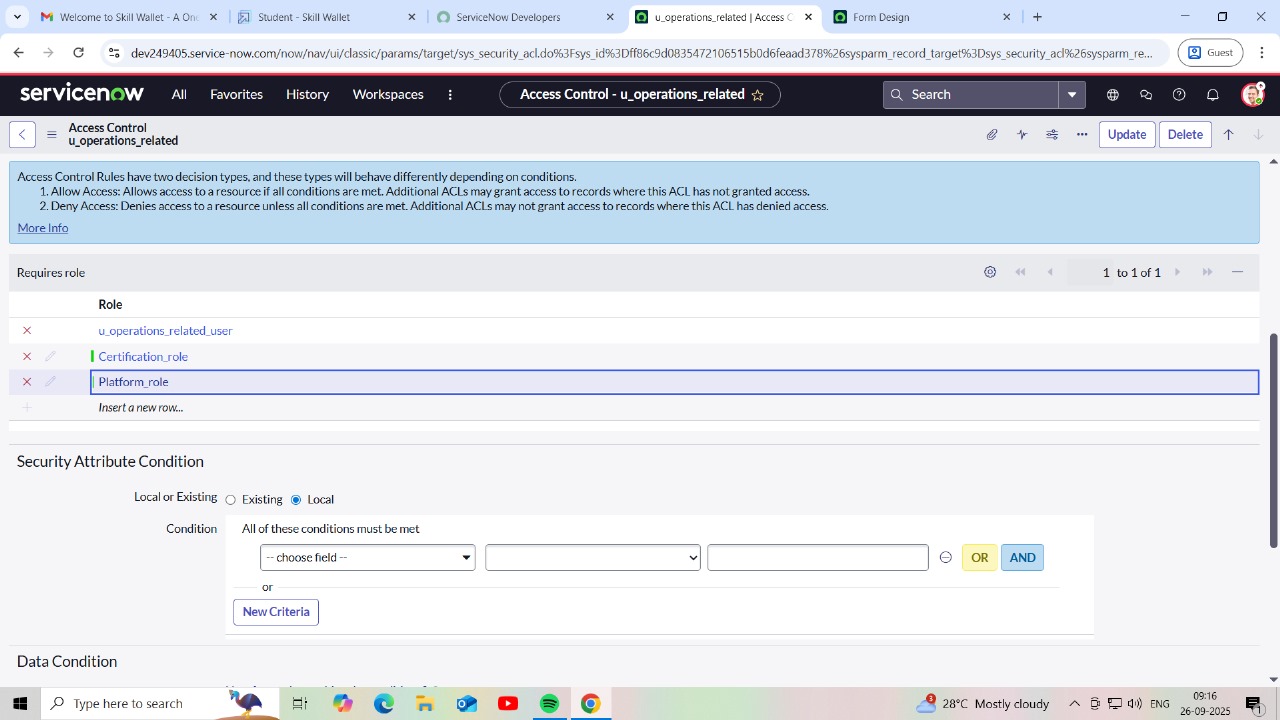 Welcome to Skill Wallet - A One
Student - Skill Wallet
ServiceNow Developers
u_operations_related | Access C
Form Design
dev249405.service-now.com/now/nav/ui/classic/params/target/sys_security_acl.do%3Fsys_id%3Dff86c9d0835472106515b0d6feaad378%26sysparm_record_target%3Dsys_security_acl%26sysparm_re...
Guest
servicenow
All
Favorites
History
Workspaces
Access Control - u_operations_related
Search
Access Control
u_operations_related
Update
Delete
Access Control Rules have two decision types, and these types will behave differently depending on conditions.
1. Allow Access: Allows access to a resource if all conditions are met. Additional ACLs may grant access to records where this ACL has not granted access.
2. Deny Access: Denies access to a resource unless all conditions are met. Additional ACLs may not grant access to records where this ACL has denied access.
More Info
Requires role
1 to 1 of 1
Role
u_operations_related_user
Certification_role
Platform_role
Insert a new row...
Security Attribute Condition
Local or Existing
Existing
Local
Condition
All of these conditions must be met
-- choose field --
OR
AND
or
New Criteria
Data Condition
Type here to search
3
28°C Mostly cloudy
ENG
09:16
26-09-2025
1